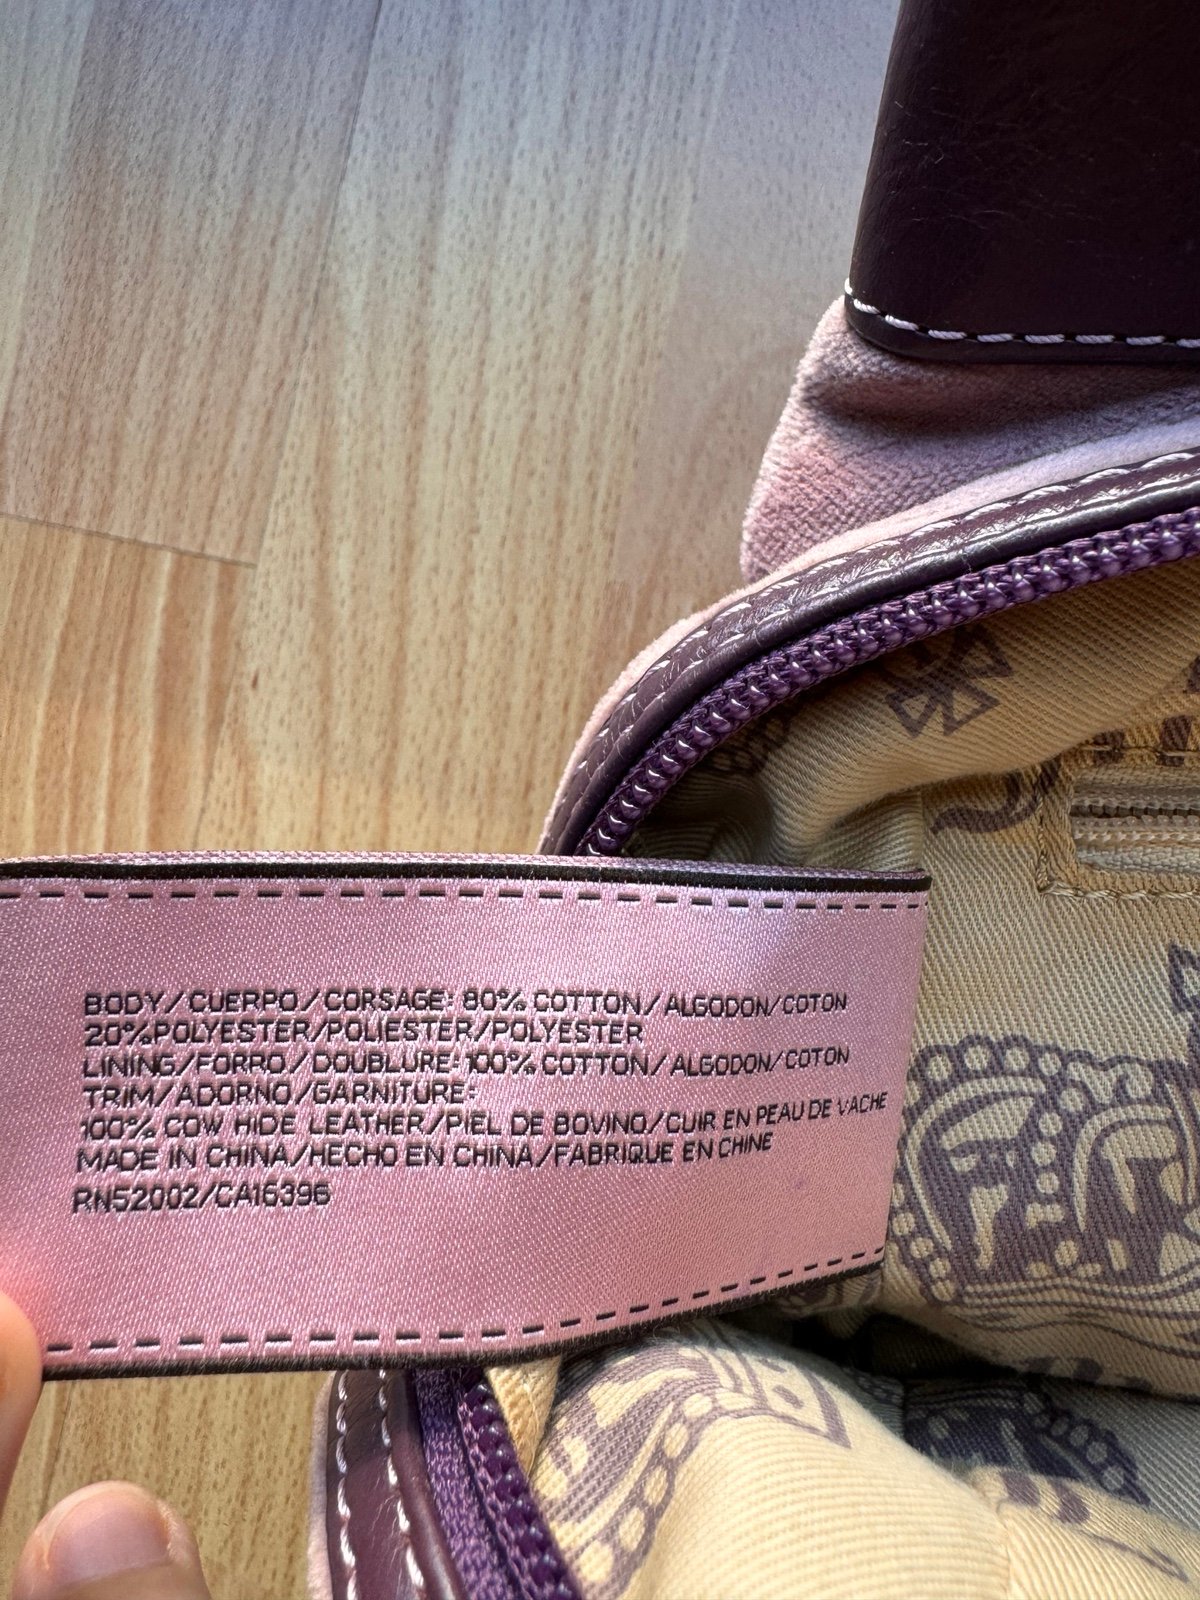 BODY/CUERPO/CORSAGE: 80% COTTON/ALGODON/COTON
20%POLYESTER/POLIESTER/POLYESTER
LINING/FORRO/DOUBLURE: 100% COTTON/ALGODON/COTON
TRIM/ADORNO/GARNITURE:
100% COW HIDE LEATHER/PIEL DE BOVINO/CUIR EN PEAU DE VACHE
MADE IN CHINA/HECHO EN CHINA/FABRIQUE EN CHINE
RN52002/CA16396